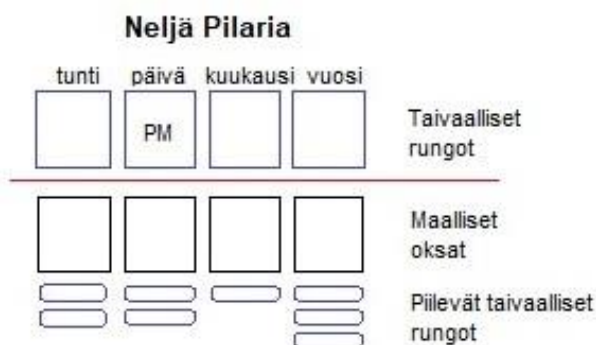 Neljä Pilaria
tunti päivä kuukausi vuosi
PM
Taivaalliset
rungot
Maalliset
oksat
Piilevät taivaalliset
rungot